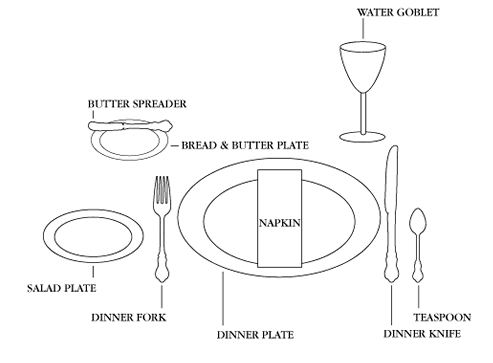 WATER GOBLET
BUTTER SPREADER
BREAD & BUTTER PLATE
NAPKIN
SALAD PLATE
DINNER FORK
TEASPOON
DINNER PLATE
DINNER KNIFE